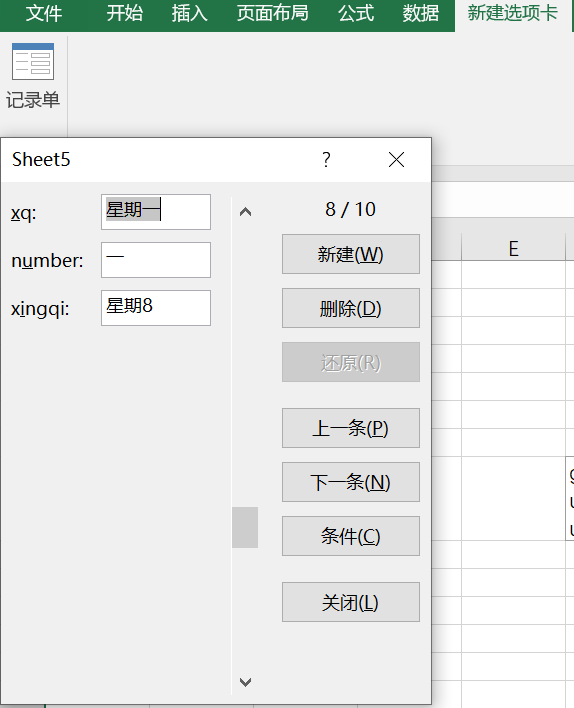 文件 开始 插入 页面布局 公式 数据 新建选项卡
记录单
Sheet5 ?
xq: 星期一 8 / 10
新建(W)
number: 一
删除(D)
xingqi: 星期8
还原(R)
上一条(P)
下一条(N)
条件(C)
关闭(L)
E
g
u
u